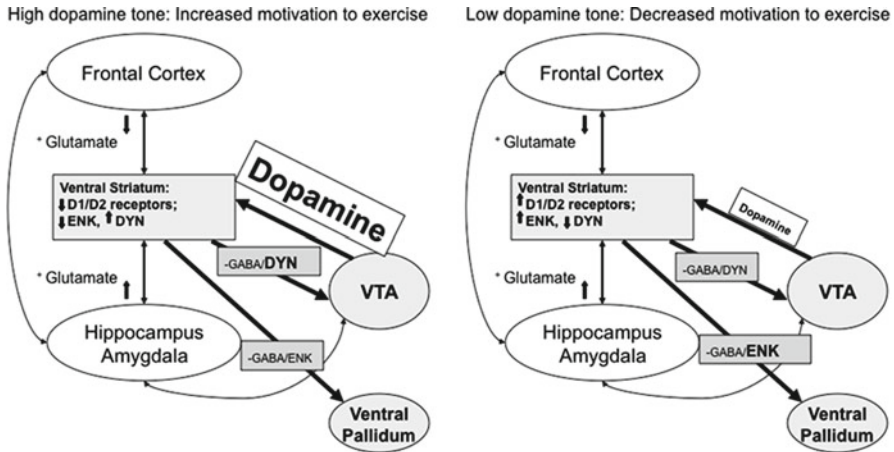 High dopamine tone: Increased motivation to exercise
Frontal Cortex
+ Glutamate
Dopamine
Ventral Striatum:
⬇D1/D2 receptors;
⬇ENK, ⬆DYN
-GABA/DYN
+ Glutamate
VTA
Hippocampus
Amygdala
-GABA/ENK
Ventral
Pallidum
Low dopamine tone: Decreased motivation to exercise
Frontal Cortex
+ Glutamate
Dopamine
Ventral Striatum:
⬆D1/D2 receptors;
⬆ENK, ⬇DYN
-GABA/DYN
+ Glutamate
VTA
Hippocampus
Amygdala
-GABA/ENK
Ventral
Pallidum